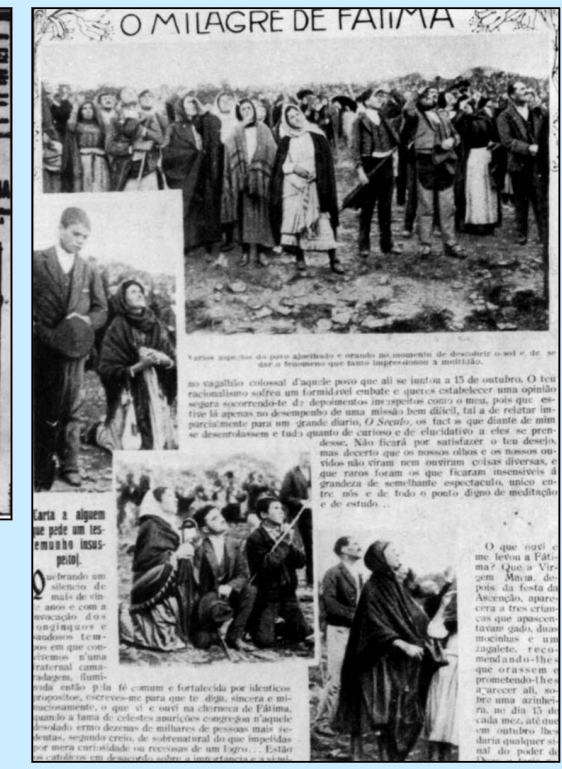 O MILAGRE DE FATIMA
Varios aspectos do povo ajoelhado e orando no momento de descobrir o sol e de se
dar o fenomeno que tanto impressionou a multidão.
no vagalhão colossal d'aquele povo que ali se juntou a 13 de outubro. O teu
racionalismo sofreu um formidavel embate e queres estabelecer uma opinião
segura socorrendo-te de depoimentos insuspeitos como o meu, pois que es-
tive lá apenas no desempenho de uma missão bem dificil, tal a de relatar im-
parcialmente para um grande diario, O Seculo, os factos que diante de mim
se desenrolassem e tudo quanto de curioso e de elucidativo a eles se pren-
desse. Não ficará por satisfazer o teu desejo,
mas decerto que os nossos olhos e os nossos ou-
vidos não viram nem ouviram coisas diversas, e
que raros foram os que ficaram insensiveis á
grandeza de semelhante espectaculo, unico en-
tre nós e de todo o ponto digno de meditação
e de estudo...
Carta a alguem
que pede um tes-
temunho insus-
peito).
Quebrando um
silencio de
mais de vin-
te anos e com a
invocação dos
longinquos e
saudosos tem-
pos em que con-
vivemos n'uma
fraternal cama-
radagem, ilumi-
nada então pela fé comum e fortalecida por identicos
propositos, escreves-me para que te diga, sincera e mi-
nuciosamente, o que vi e ouvi na charneca de Fátima,
quando a fama de celestes aparições congregou n'aquele
desolado ermo dezenas de milhares de pessoas mais se-
dentas, segundo creio, de sobrenatural do que impelidas
por mera curiosidade ou receosas de um logro... Estão
os catolicos em desacordo sobre a importancia e a signi-
O que ouvi e
me levou a Fáti-
ma? Que a Vir-
gem Maria, de-
pois da festa da
Ascenção, apare-
cera a tres crian-
ças que apascen-
tavam gado, duas
mocinhas e um
zagalete, reco-
mendando-lhes
que orassem e
prometendo-lhes
aparecer ali, so-
bre uma azinhei-
ra, no dia 13 de
cada mez, até que
em outubro lhes
daria qualquer si-
nal do poder de